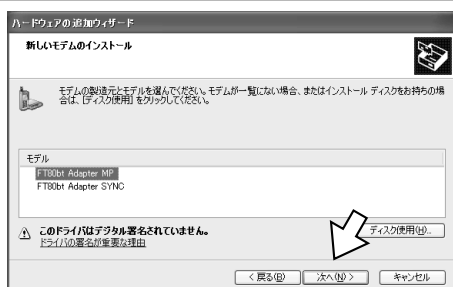 ハードウェアの追加ウィザード
新しいモデムのインストール
モデムの製造元とモデルを選んでください。モデムが一覧にない場合、またはインストール ディスクをお持ちの場
合は、[ディスク使用] をクリックしてください。
モデル
FT80bt Adapter MP
FT80bt Adapter SYNC
このドライバはデジタル署名されていません。
ドライバの署名が重要な理由
ディスク使用(H)...
< 戻る(B)
次へ(N) >
キャンセル